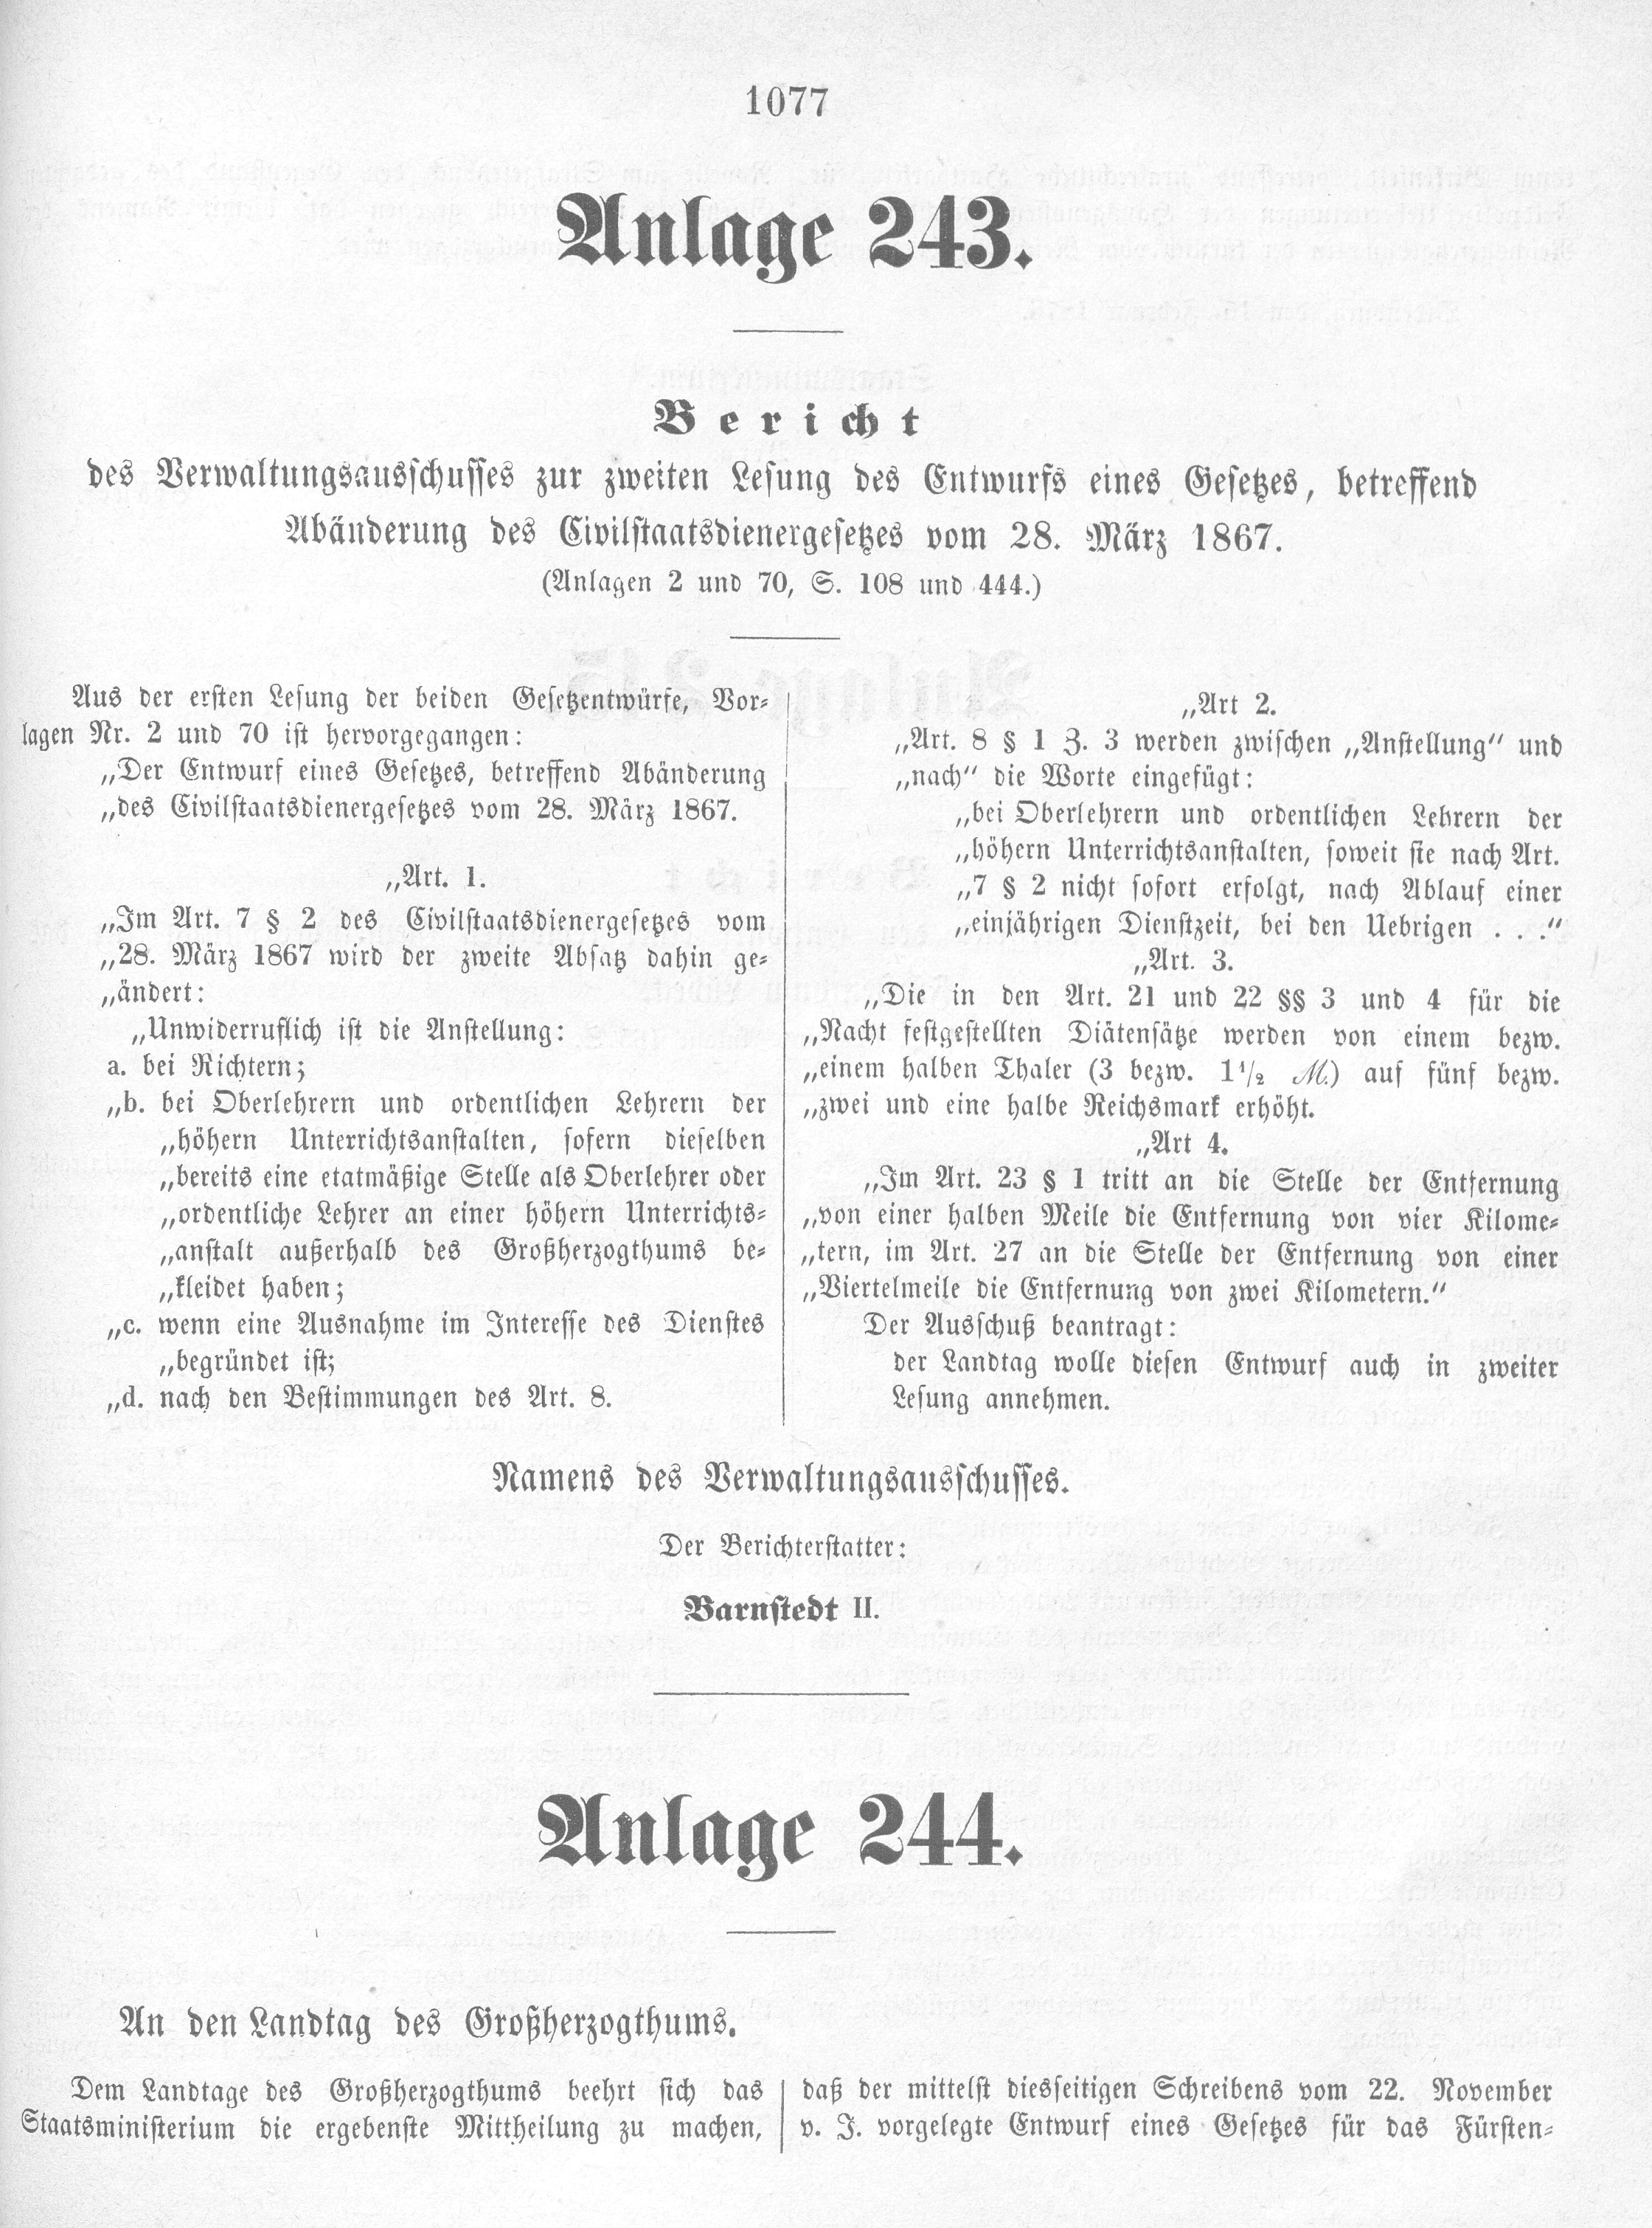 1077
Anlage 243.
Bericht
des Verwaltungsausschusses zur zweiten Lesung des Entwurfs eines Gesetzes, betreffend
Abänderung des Civilstaatsdienergesetzes vom 28. März 1867.
(Anlagen 2 und 70, S. 108 und 444.)
Aus der ersten Lesung der beiden Gesetzentwürfe, Vor-
lagen Nr. 2 und 70 ist hervorgegangen:
„Der Entwurf eines Gesetzes, betreffend Abänderung
„des Civilstaatsdienergesetzes vom 28. März 1867.
„Art. 1.
„Im Art. 7 § 2 des Civilstaatsdienergesetzes vom
„28. März 1867 wird der zweite Absatz dahin ge-
„ändert:
„Unwiderruflich ist die Anstellung:
a. bei Richtern;
„b. bei Oberlehrern und ordentlichen Lehrern der
„höhern Unterrichtsanstalten, sofern dieselben
„bereits eine etatmäßige Stelle als Oberlehrer oder
„ordentliche Lehrer an einer höhern Unterrichts-
„anstalt außerhalb des Großherzogthums be-
„kleidet haben;
„c. wenn eine Ausnahme im Interesse des Dienstes
„begründet ist;
„d. nach den Bestimmungen des Art. 8.
„Art 2.
„Art. 8 § 1 Z. 3 werden zwischen „Anstellung“ und
„nach“ die Worte eingefügt:
„bei Oberlehrern und ordentlichen Lehrern der
„höhern Unterrichtsanstalten, soweit sie nach Art.
„7 § 2 nicht sofort erfolgt, nach Ablauf einer
„einjährigen Dienstzeit, bei den Uebrigen . . .“
„Art. 3.
„Die in den Art. 21 und 22 §§ 3 und 4 für die
„Nacht festgestellten Diätensätze werden von einem bezw.
„einem halben Thaler (3 bezw. 1 1/2 M.) auf fünf bezw.
„zwei und eine halbe Reichsmark erhöht.
„Art 4.
„Im Art. 23 § 1 tritt an die Stelle der Entfernung
„von einer halben Meile die Entfernung von vier Kilome-
„tern, im Art. 27 an die Stelle der Entfernung von einer
„Viertelmeile die Entfernung von zwei Kilometern.“
Der Ausschuß beantragt:
der Landtag wolle diesen Entwurf auch in zweiter
Lesung annehmen.
Namens des Verwaltungsausschusses.
Der Berichterstatter:
Barnstedt II.
Anlage 244.
An den Landtag des Großherzogthums.
Dem Landtage des Großherzogthums beehrt sich das
Staatsministerium die ergebenste Mittheilung zu machen,
daß der mittelst diesseitigen Schreibens vom 22. November
v. J. vorgelegte Entwurf eines Gesetzes für das Fürsten-